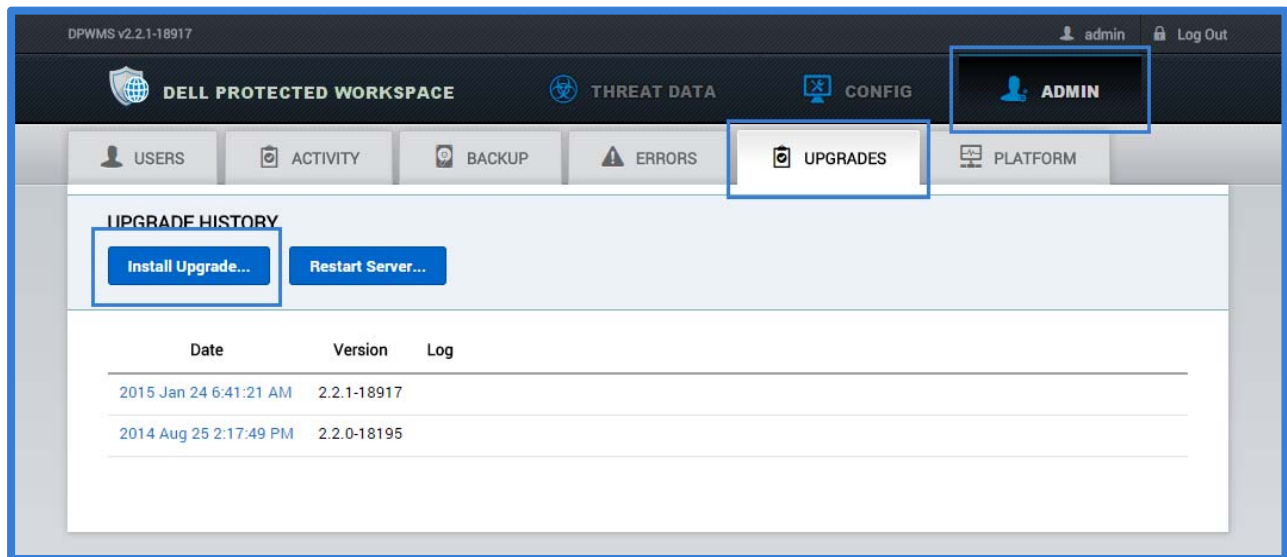 DPWMS v2.2.1-18917 admin Log Out
DELL PROTECTED WORKSPACE THREAT DATA CONFIG ADMIN
USERS ACTIVITY BACKUP ERRORS UPGRADES PLATFORM
UPGRADE HISTORY
Install Upgrade... Restart Server...
Date Version Log
2015 Jan 24 6:41:21 AM 2.2.1-18917
2014 Aug 25 2:17:49 PM 2.2.0-18195